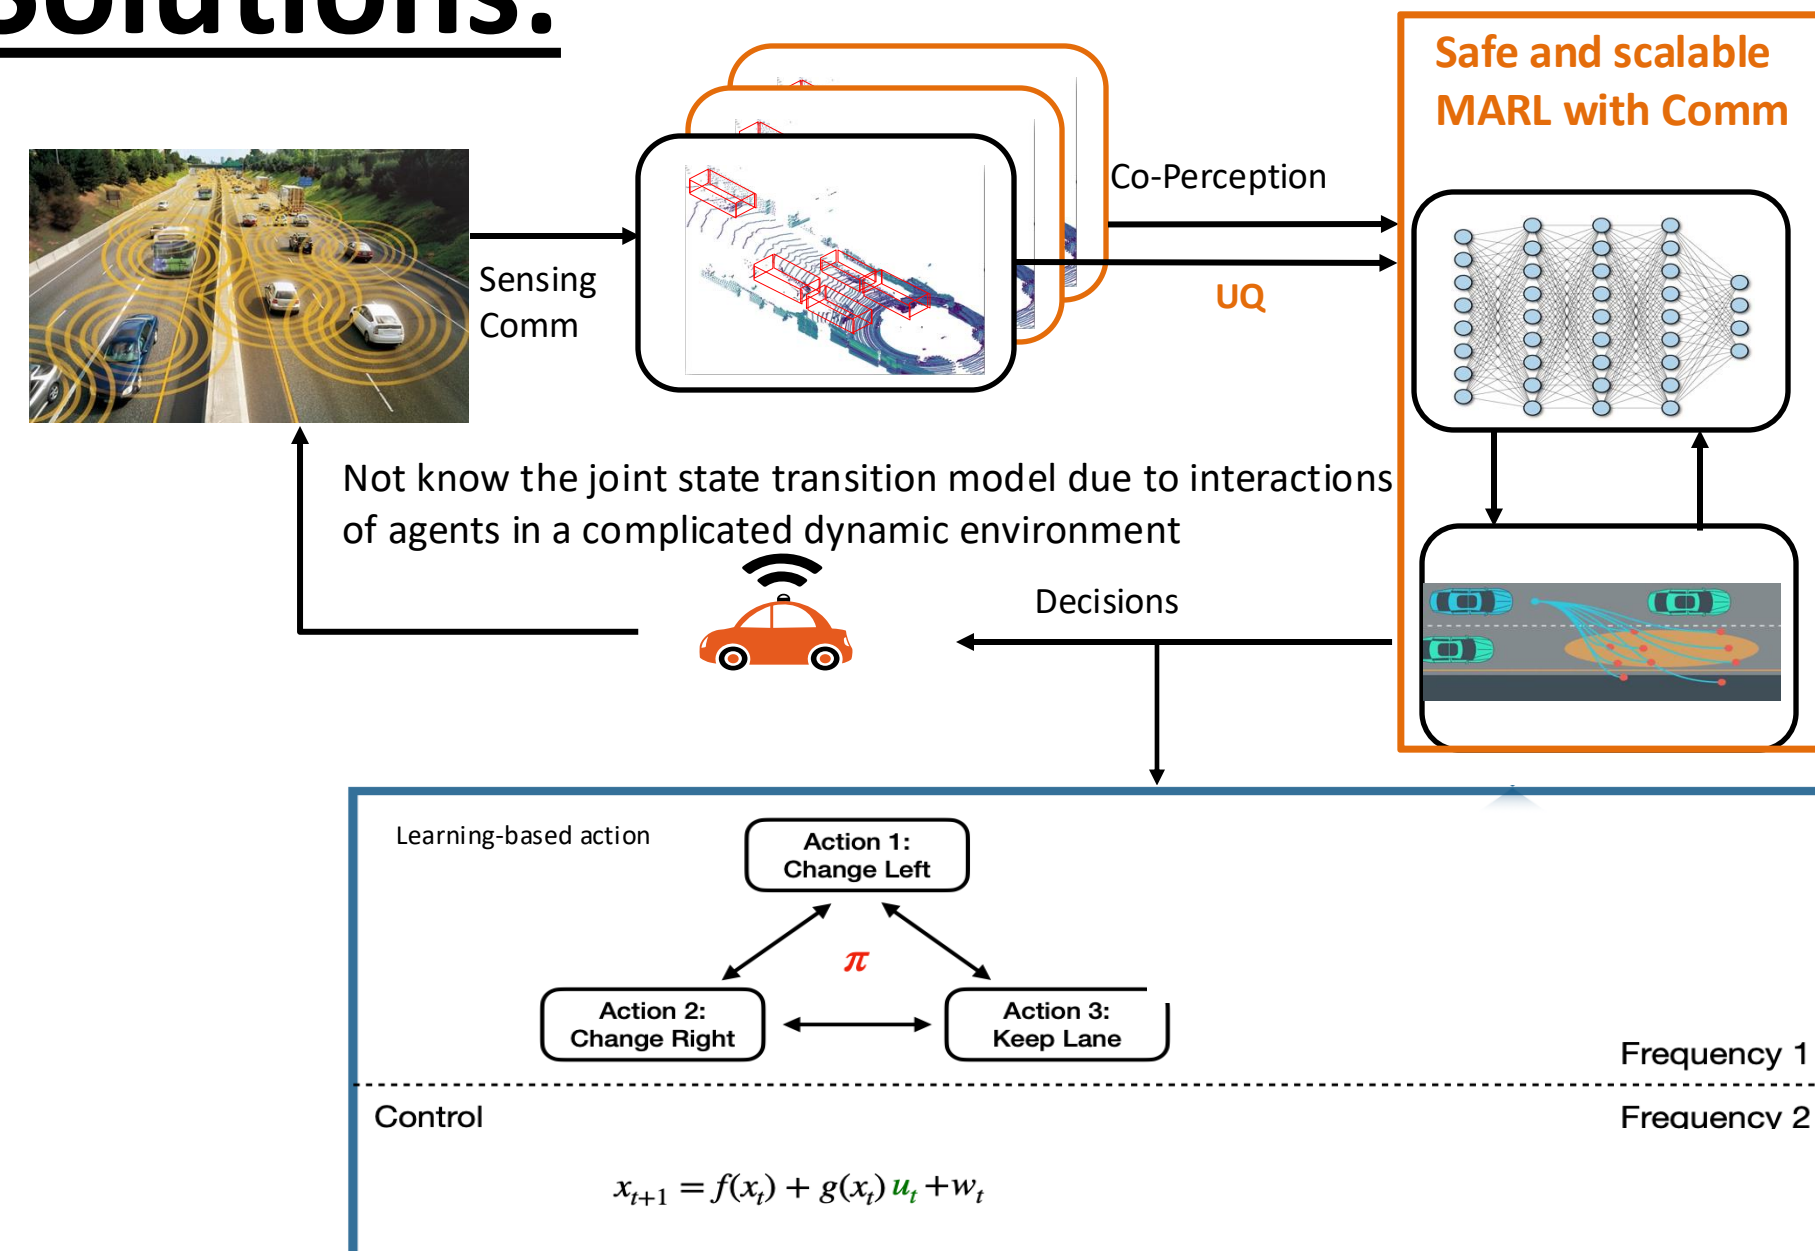 Solutions:
Safe and scalable
MARL with Comm
Co-Perception
Sensing
Comm
UQ
Not know the joint state transition model due to interactions
of agents in a complicated dynamic environment
Decisions
Learning-based action
Action 1:
Change Left
π
Action 2:
Change Right
Action 3:
Keep Lane
Frequency 1
Control
Frequency 2
x_{t+1} = f(x_t) + g(x_t) u_t + w_t